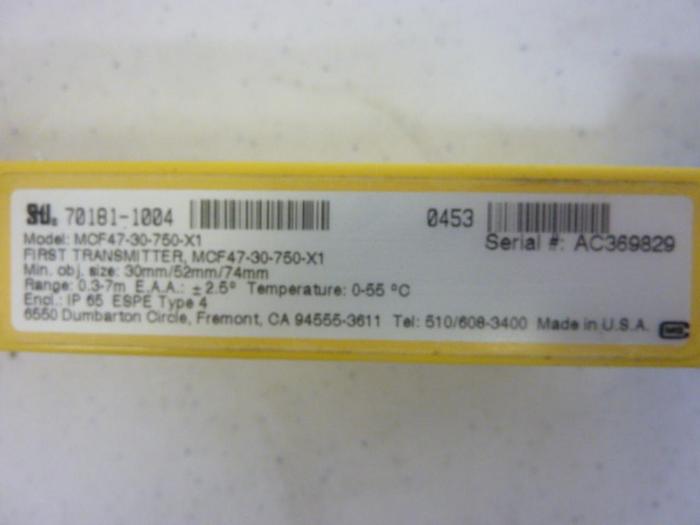 STI. 70181-1004 0453
Model: MCF47-30-750-X1 Serial #: AC369829
FIRST TRANSMITTER, MCF47-30-750-X1
Min. obj. size: 30mm/52mm/74mm
Range: 0.3-7m E.A.A.: ± 2.5° Temperature: 0-55 °C
Encl.: IP 65 ESPE Type 4
6550 Dumbarton Circle, Fremont, CA 94555-3611 Tel: 510/608-3400 Made in U.S.A.